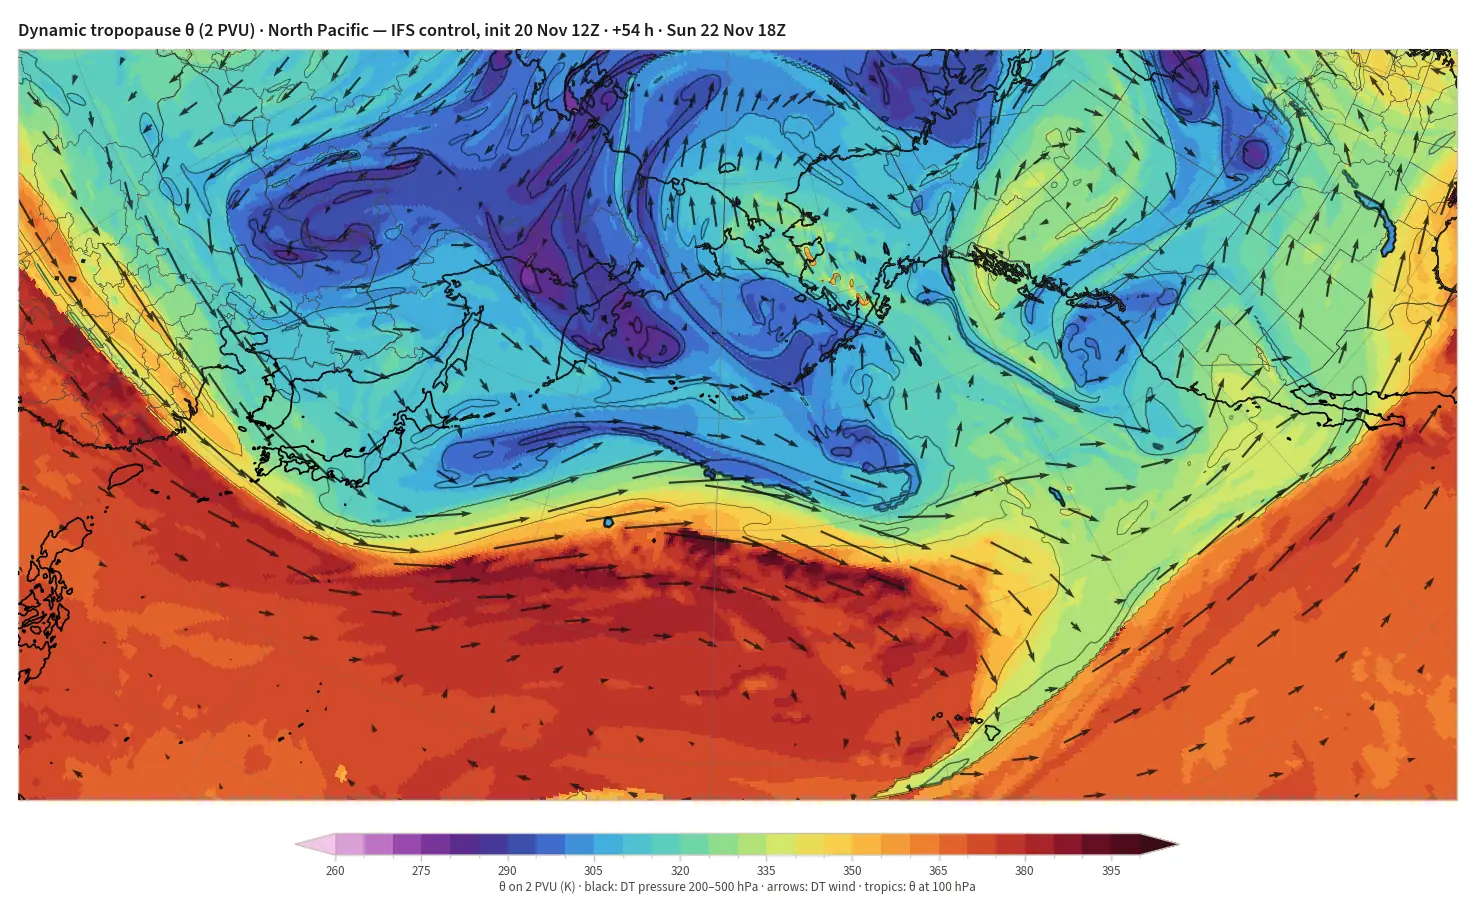 Dynamic tropopause θ (2 PVU) · North Pacific — IFS control, init 20 Nov 12Z · +54 h · Sun 22 Nov 18Z
260 275 290 305 320 335 350 365 380 395
θ on 2 PVU (K) · black: DT pressure 200–500 hPa · arrows: DT wind · tropics: θ at 100 hPa